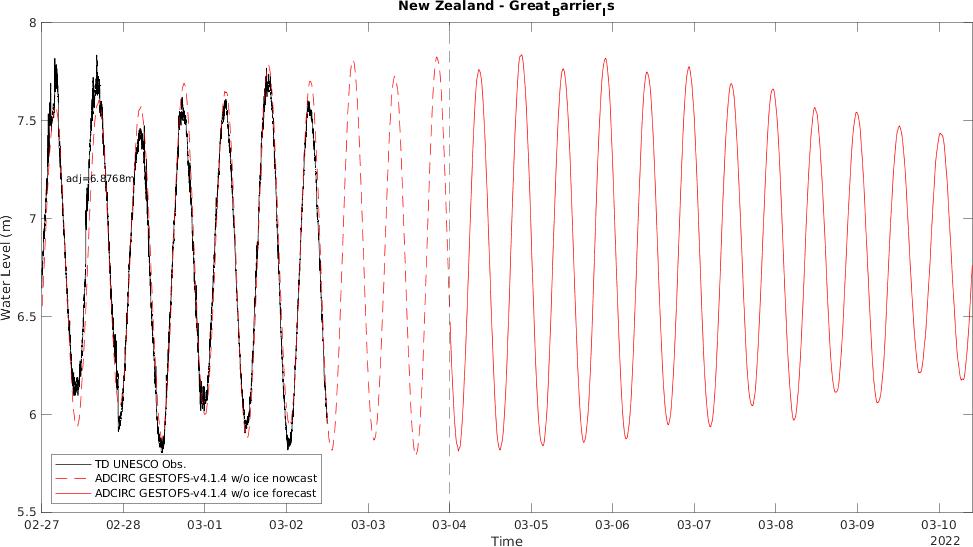 New Zealand - Great_Barrier_Is
8
7.5
7
6.5
6
5.5
Water Level (m)
adj=6.8768m
TD UNESCO Obs.
ADCIRC GESTOFS-v4.1.4 w/o ice nowcast
ADCIRC GESTOFS-v4.1.4 w/o ice forecast
02-27 02-28 03-01 03-02 03-03 03-04 03-05 03-06 03-07 03-08 03-09 03-10
Time 2022